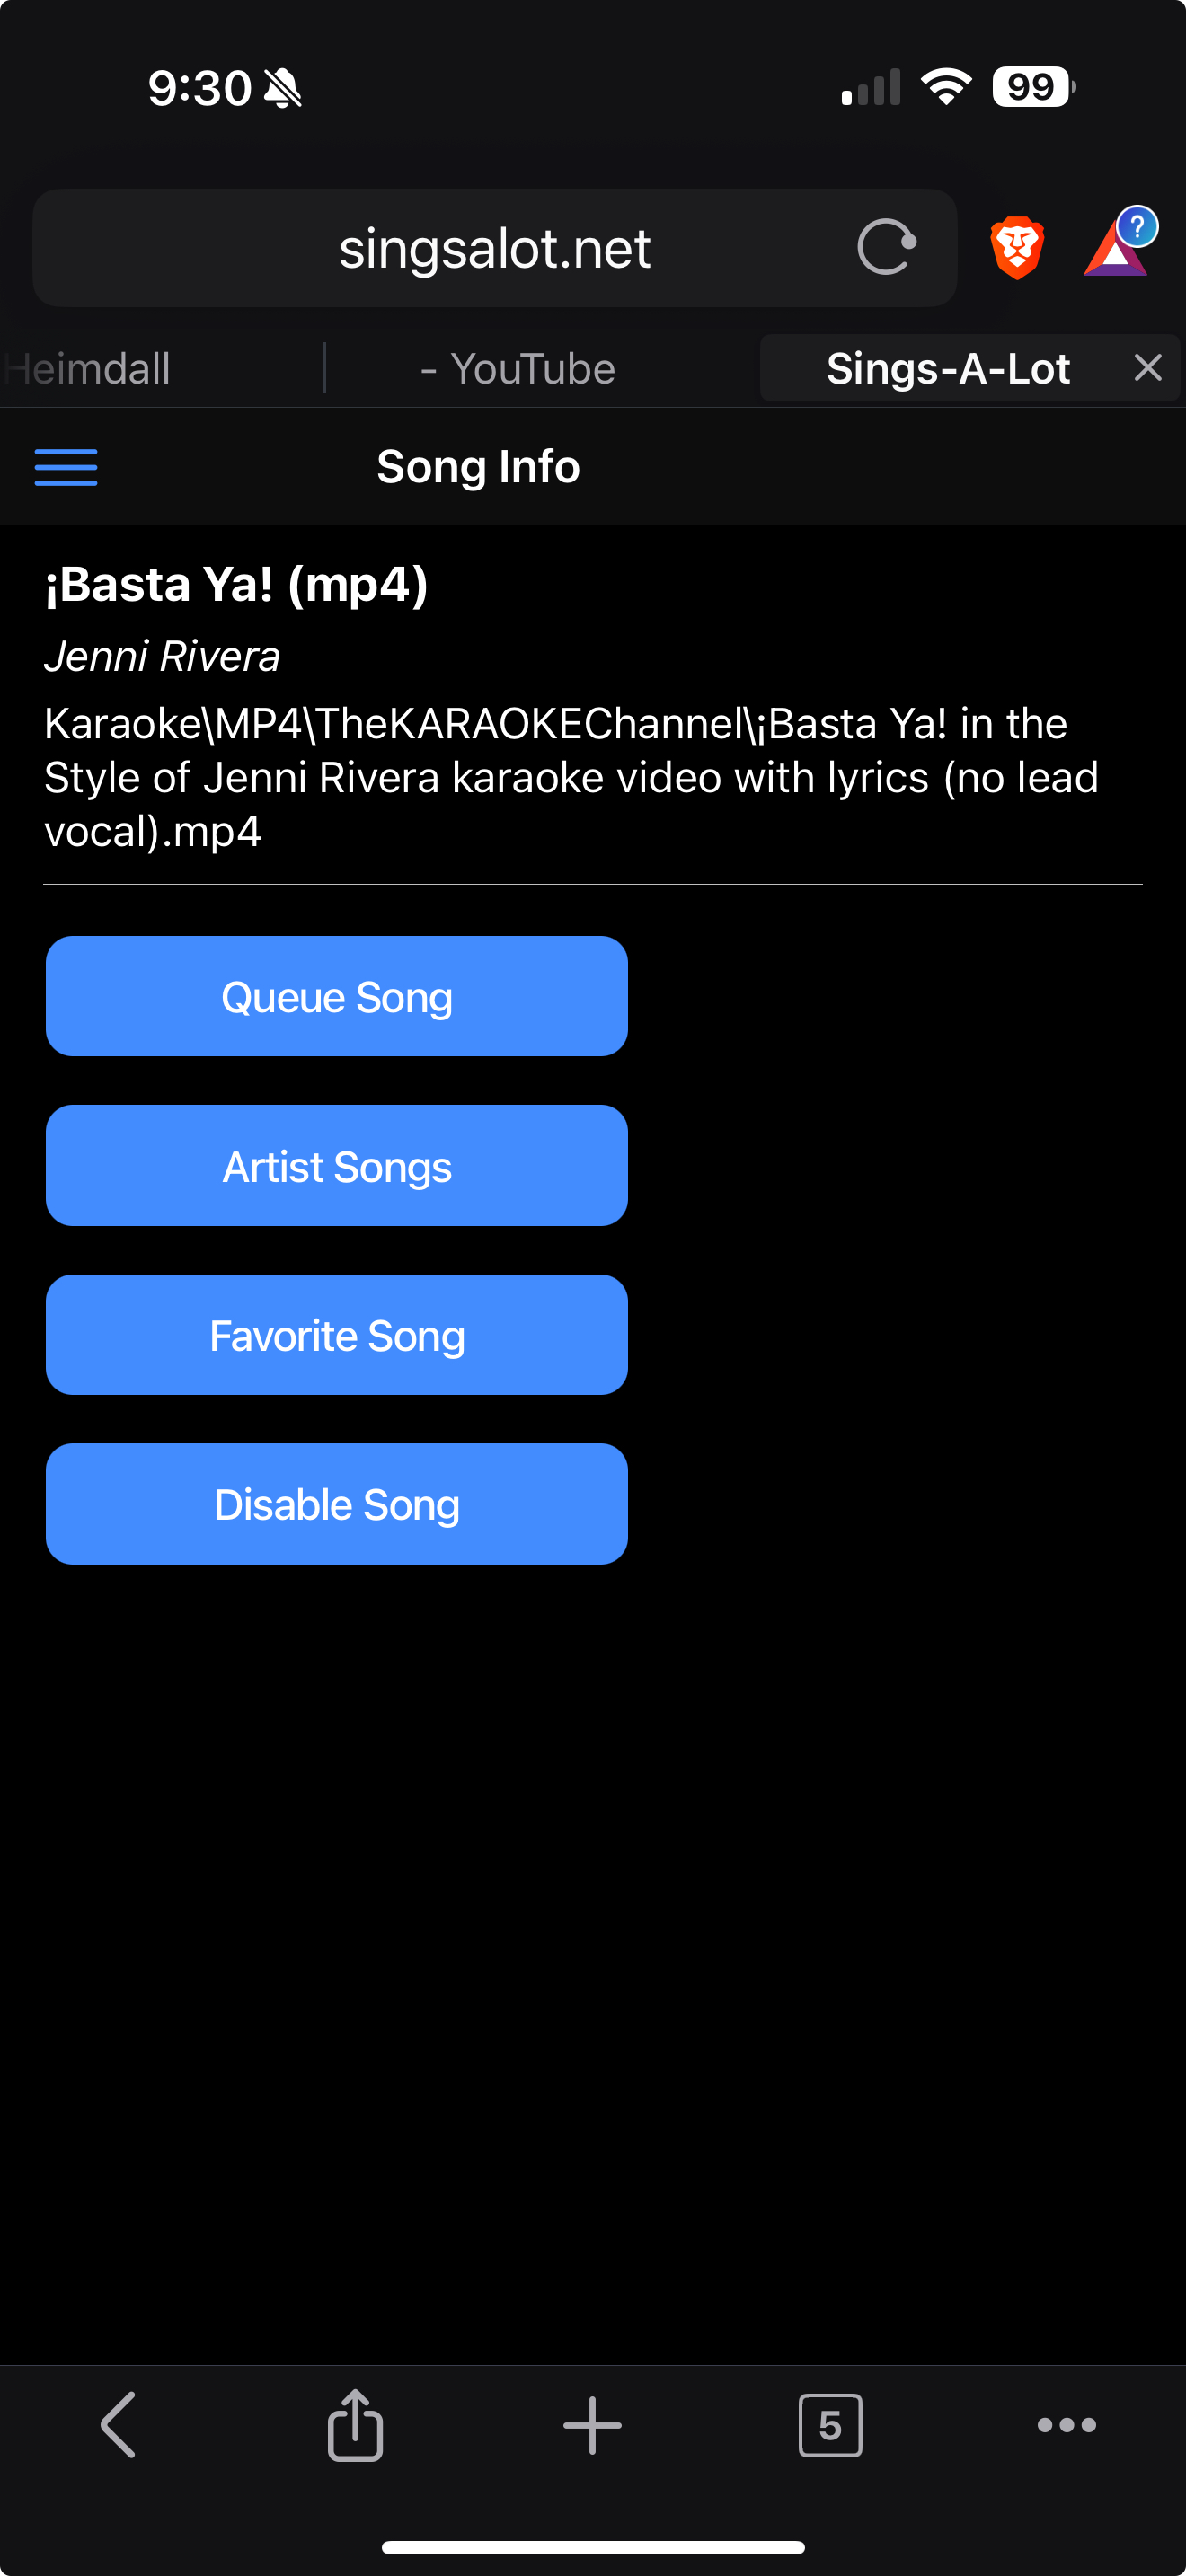 9:30
99
singsalot.net
?
Heimdall
- YouTube
Sings-A-Lot
Song Info
¡Basta Ya! (mp4)
Jenni Rivera
Karaoke\MP4\TheKARAOKEChannel\¡Basta Ya! in the
Style of Jenni Rivera karaoke video with lyrics (no lead
vocal).mp4
Queue Song
Artist Songs
Favorite Song
Disable Song
5